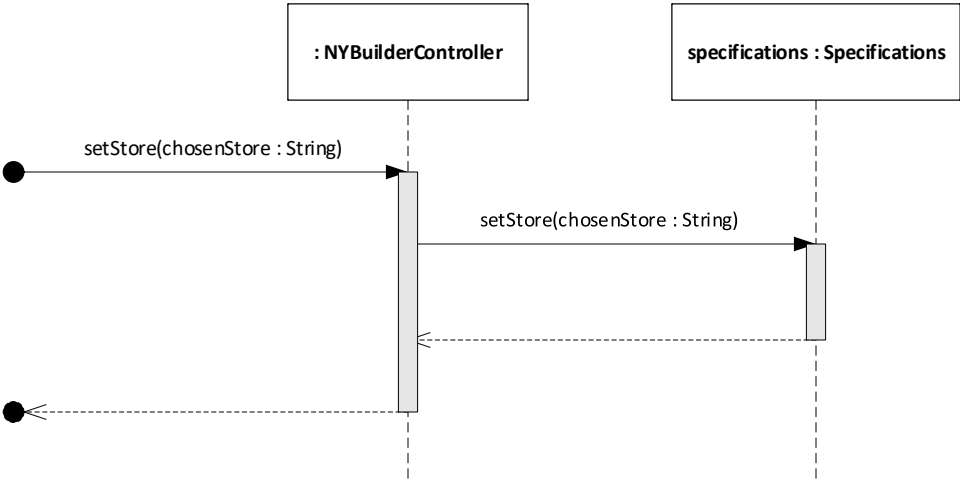 : NYBuilderController
specifications : Specifications
setStore(chosenStore : String)
setStore(chosenStore : String)